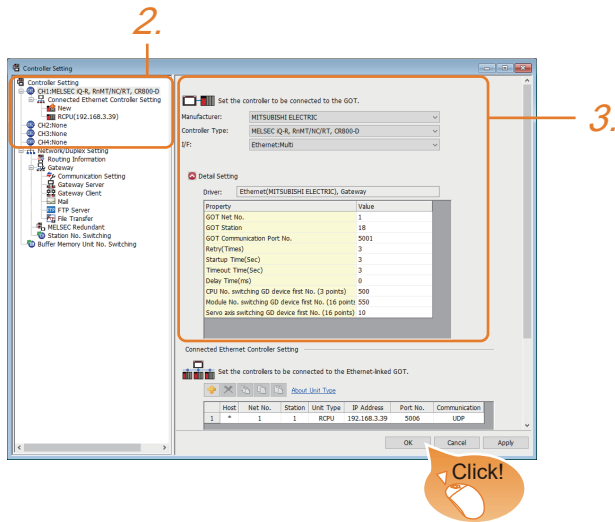 2.
Controller Setting
Controller Setting
CH1:MELSEC iQ-R, RnMT/NC/RT, CR800-D
Connected Ethernet Controller Setting
New
RCPU(192.168.3.39)
CH2:None
CH3:None
CH4:None
Network/Duplex Setting
Routing Information
Gateway
Communication Setting
Gateway Server
Gateway Client
Mail
FTP Server
File Transfer
MELSEC Redundant
Station No. Switching
Buffer Memory Unit No. Switching
3.
Set the controller to be connected to the GOT.
Manufacturer: MITSUBISHI ELECTRIC
Controller Type: MELSEC iQ-R, RnMT/NC/RT, CR800-D
I/F: Ethernet:Multi
Detail Setting
Driver: Ethernet(MITSUBISHI ELECTRIC), Gateway
Property Value
GOT Net No. 1
GOT Station 18
GOT Communication Port No. 5001
Retry(Times) 3
Startup Time(Sec) 3
Timeout Time(Sec) 3
Delay Time(ms) 0
CPU No. switching GD device first No. (3 points) 500
Module No. switching GD device first No. (16 points 550
Servo axis switching GD device first No. (16 points) 10
Connected Ethernet Controller Setting
Set the controllers to be connected to the Ethernet-linked GOT.
About Unit Type
Host Net No. Station Unit Type IP Address Port No. Communication
1 * 1 1 RCPU 192.168.3.39 5006 UDP
OK Cancel Apply
Click!